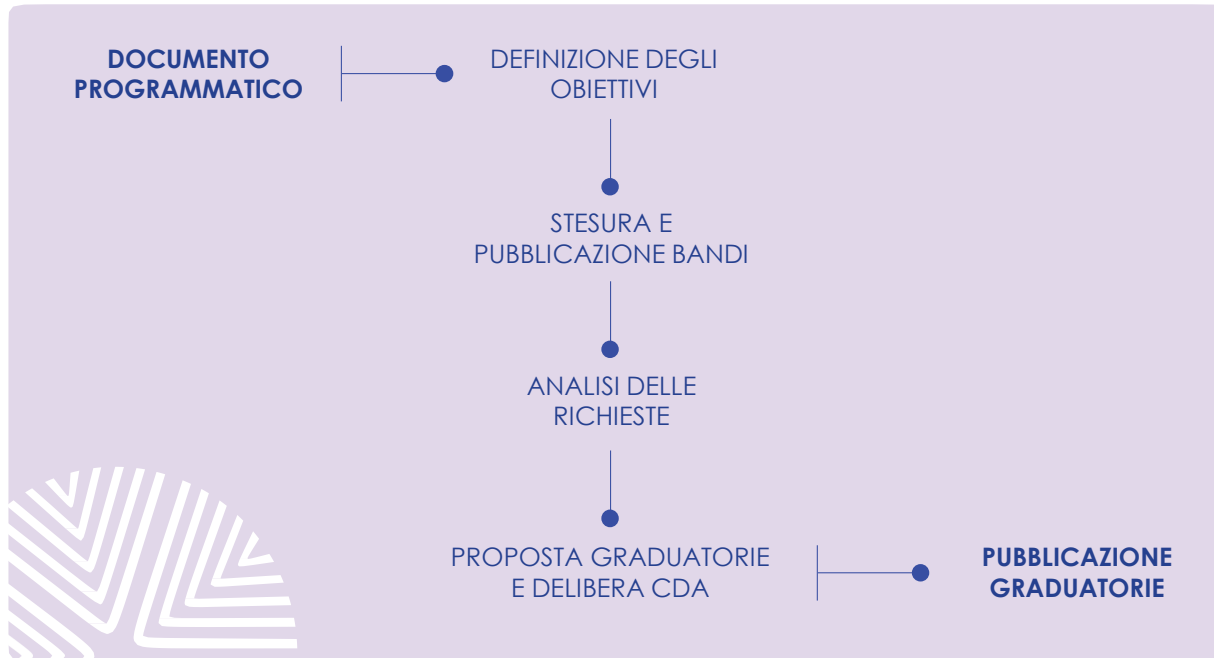 DOCUMENTO
PROGRAMMATICO
DEFINIZIONE DEGLI
OBIETTIVI
STESURA E
PUBBLICAZIONE BANDI
ANALISI DELLE
RICHIESTE
PROPOSTA GRADUATORIE
E DELIBERA CDA
PUBBLICAZIONE
GRADUATORIE